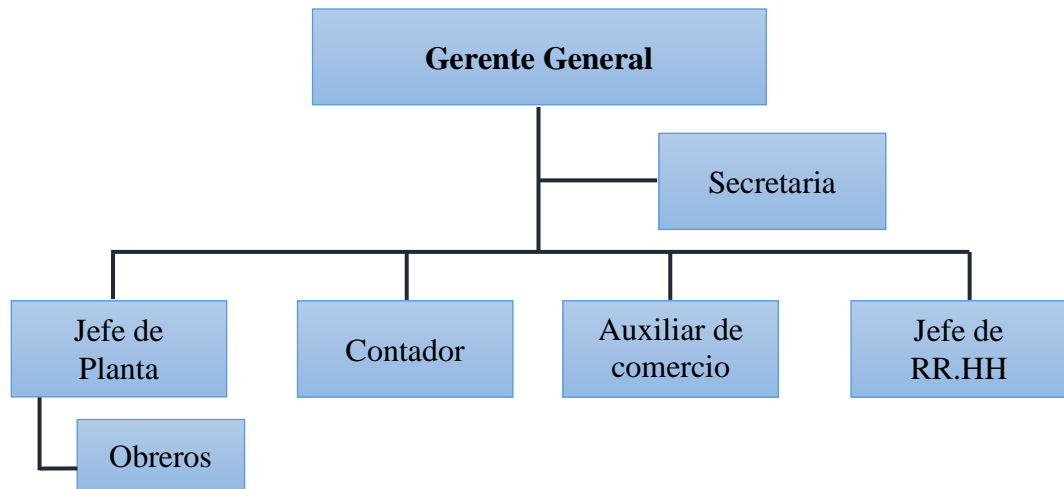 Gerente General
Secretaria
Jefe de
Planta
Contador
Auxiliar de
comercio
Jefe de
RR.HH
Obreros